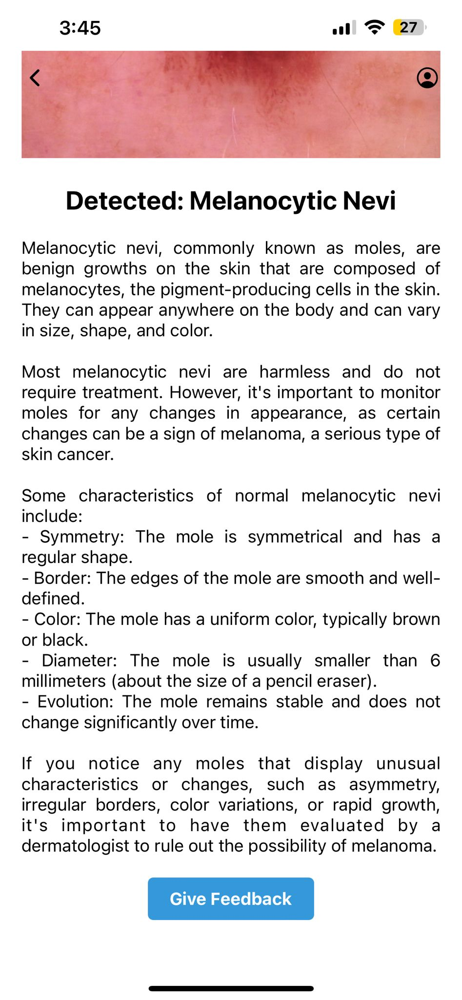 3:45
27
Detected: Melanocytic Nevi
Melanocytic nevi, commonly known as moles, are
benign growths on the skin that are composed of
melanocytes, the pigment-producing cells in the skin.
They can appear anywhere on the body and can vary
in size, shape, and color.
Most melanocytic nevi are harmless and do not
require treatment. However, it's important to monitor
moles for any changes in appearance, as certain
changes can be a sign of melanoma, a serious type of
skin cancer.
Some characteristics of normal melanocytic nevi
include:
- Symmetry: The mole is symmetrical and has a
regular shape.
- Border: The edges of the mole are smooth and well-
defined.
- Color: The mole has a uniform color, typically brown
or black.
- Diameter: The mole is usually smaller than 6
millimeters (about the size of a pencil eraser).
- Evolution: The mole remains stable and does not
change significantly over time.
If you notice any moles that display unusual
characteristics or changes, such as asymmetry,
irregular borders, color variations, or rapid growth,
it's important to have them evaluated by a
dermatologist to rule out the possibility of melanoma.
Give Feedback